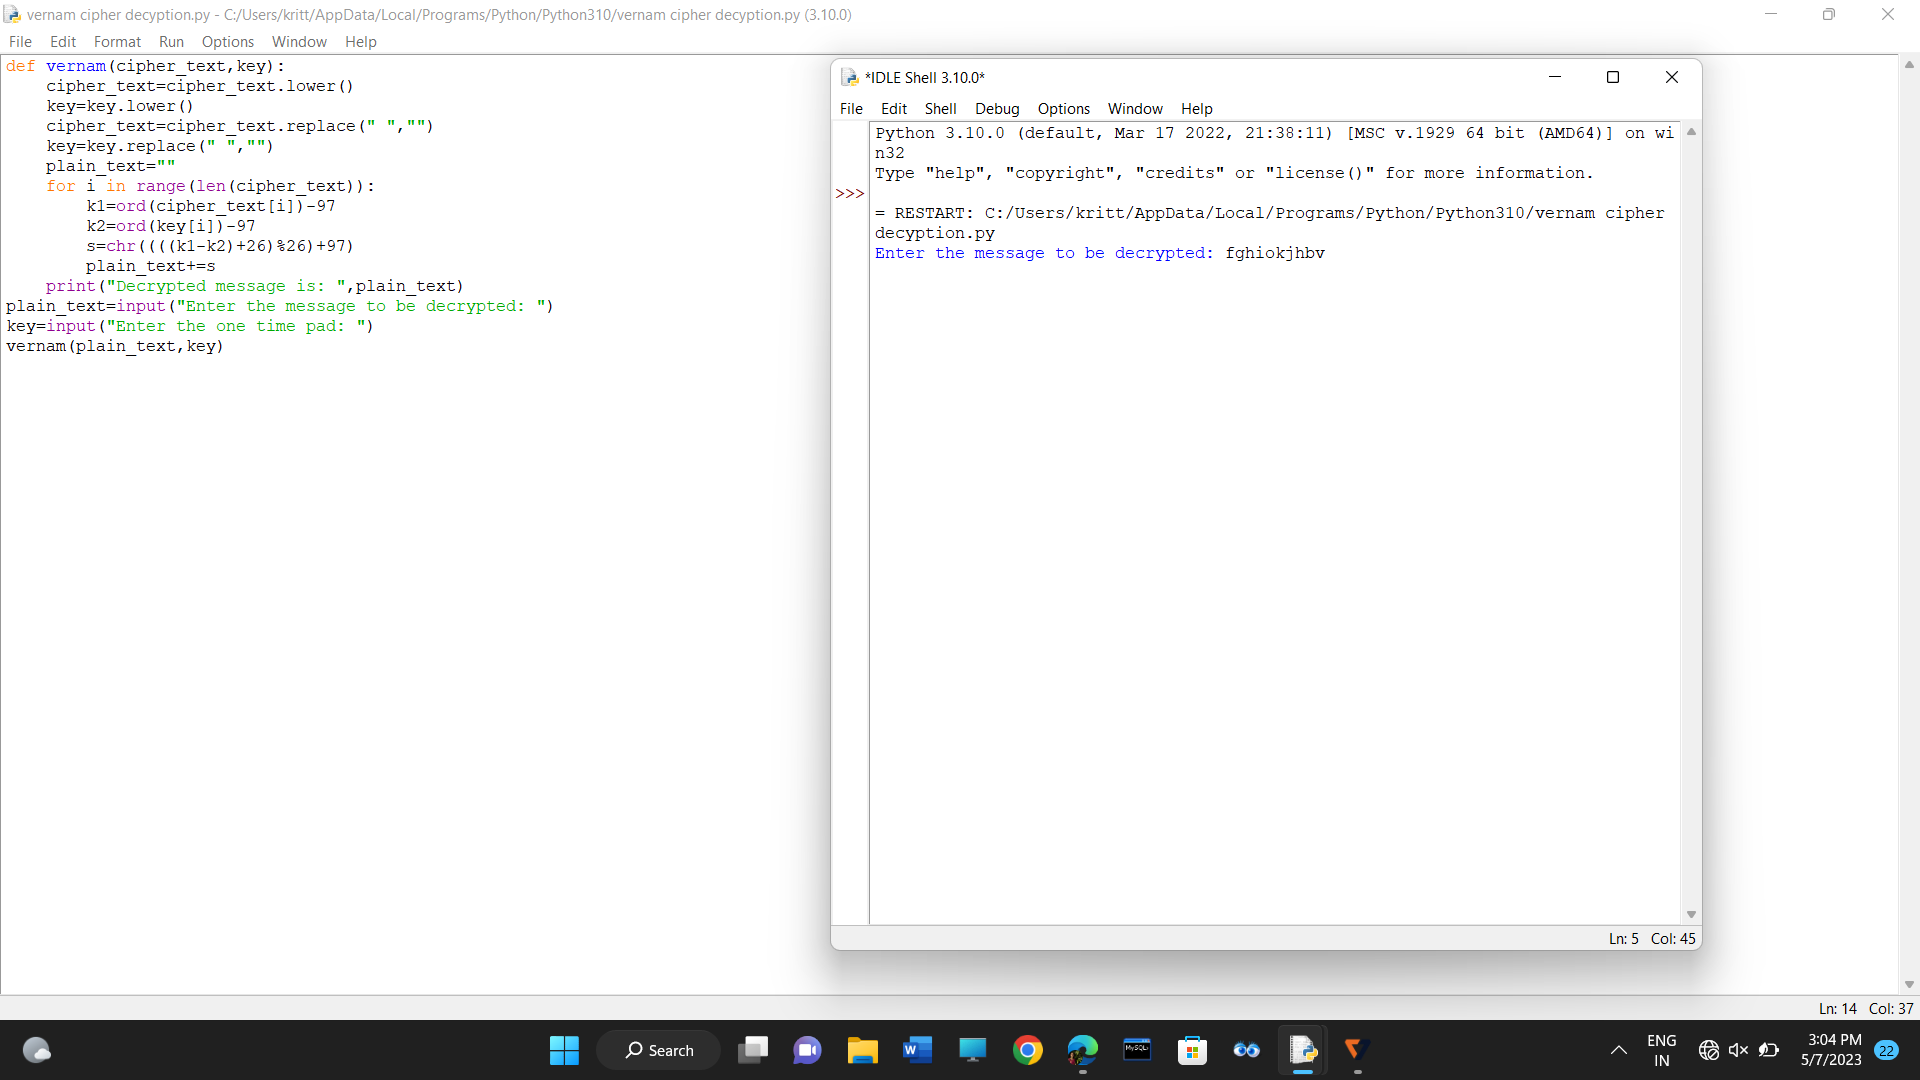 vernam cipher decyption.py - C:/Users/kritt/AppData/Local/Programs/Python/Python310/vernam cipher decyption.py (3.10.0)
File Edit Format Run Options Window Help
def vernam(cipher_text,key):
    cipher_text=cipher_text.lower()
    key=key.lower()
    cipher_text=cipher_text.replace(" ","")
    key=key.replace(" ","")
    plain_text=""
    for i in range(len(cipher_text)):
        k1=ord(cipher_text[i])-97
        k2=ord(key[i])-97
        s=chr((((k1-k2)+26)%26)+97)
        plain_text+=s
    print("Decrypted message is: ",plain_text)
plain_text=input("Enter the message to be decrypted: ")
key=input("Enter the one time pad: ")
vernam(plain_text,key)
*IDLE Shell 3.10.0*
File Edit Shell Debug Options Window Help
Python 3.10.0 (default, Mar 17 2022, 21:38:11) [MSC v.1929 64 bit (AMD64)] on wi
n32
Type "help", "copyright", "credits" or "license()" for more information.
>>>
= RESTART: C:/Users/kritt/AppData/Local/Programs/Python/Python310/vernam cipher
decyption.py
Enter the message to be decrypted: fghiokjhbv
Ln: 5 Col: 45
Ln: 14 Col: 37
Search
W
MySQL
ENG
IN
3:04 PM
5/7/2023
22